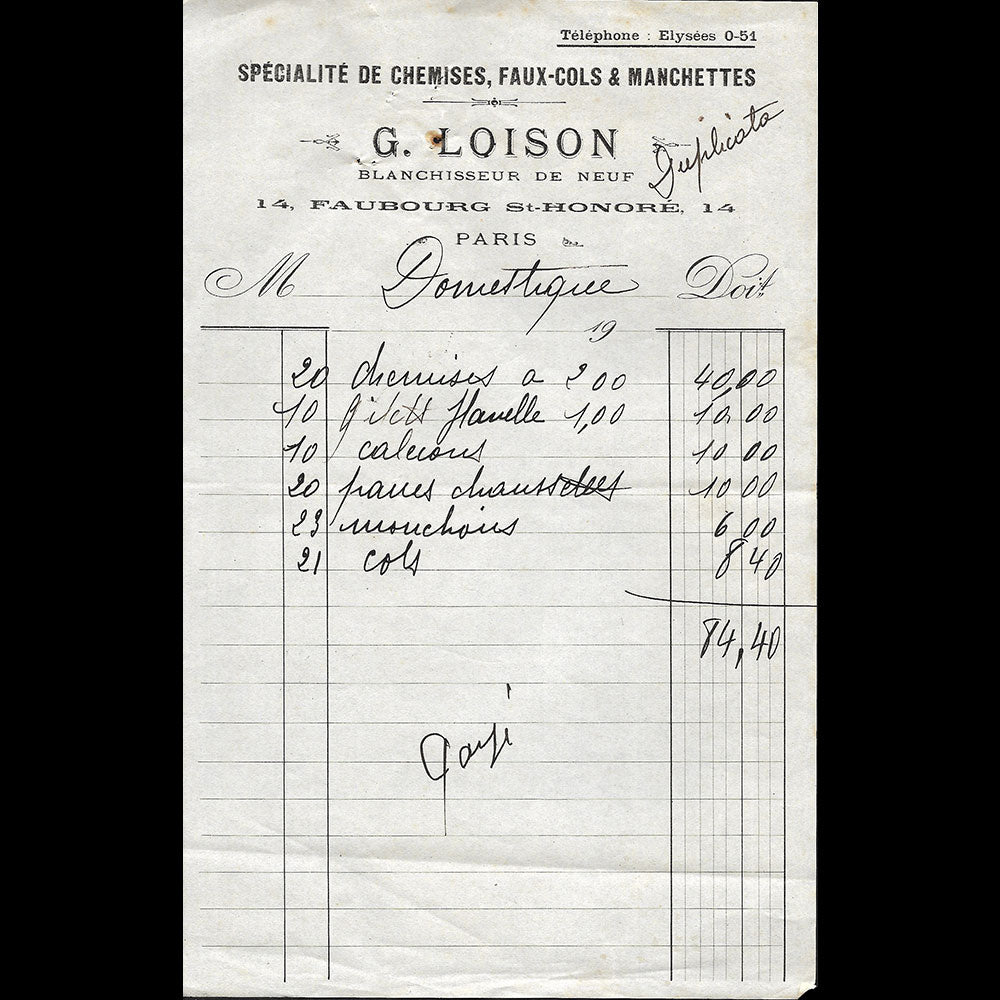 Téléphone : Elysées 0-51
SPÉCIALITÉ DE CHEMISES, FAUX-COLS & MANCHETTES
G. LOISON
Duplicata
BLANCHISSEUR DE NEUF
14, FAUBOURG St-HONORÉ, 14
PARIS
M Domestique Doit
19
20 chemises a 2 00 40,00
10 gilets flanelle 1,00 10,00
10 caleçons 10 00
20 paires chaussettes 10 00
23 mouchoirs 6 00
21 cols 8 40
84,40
Payé